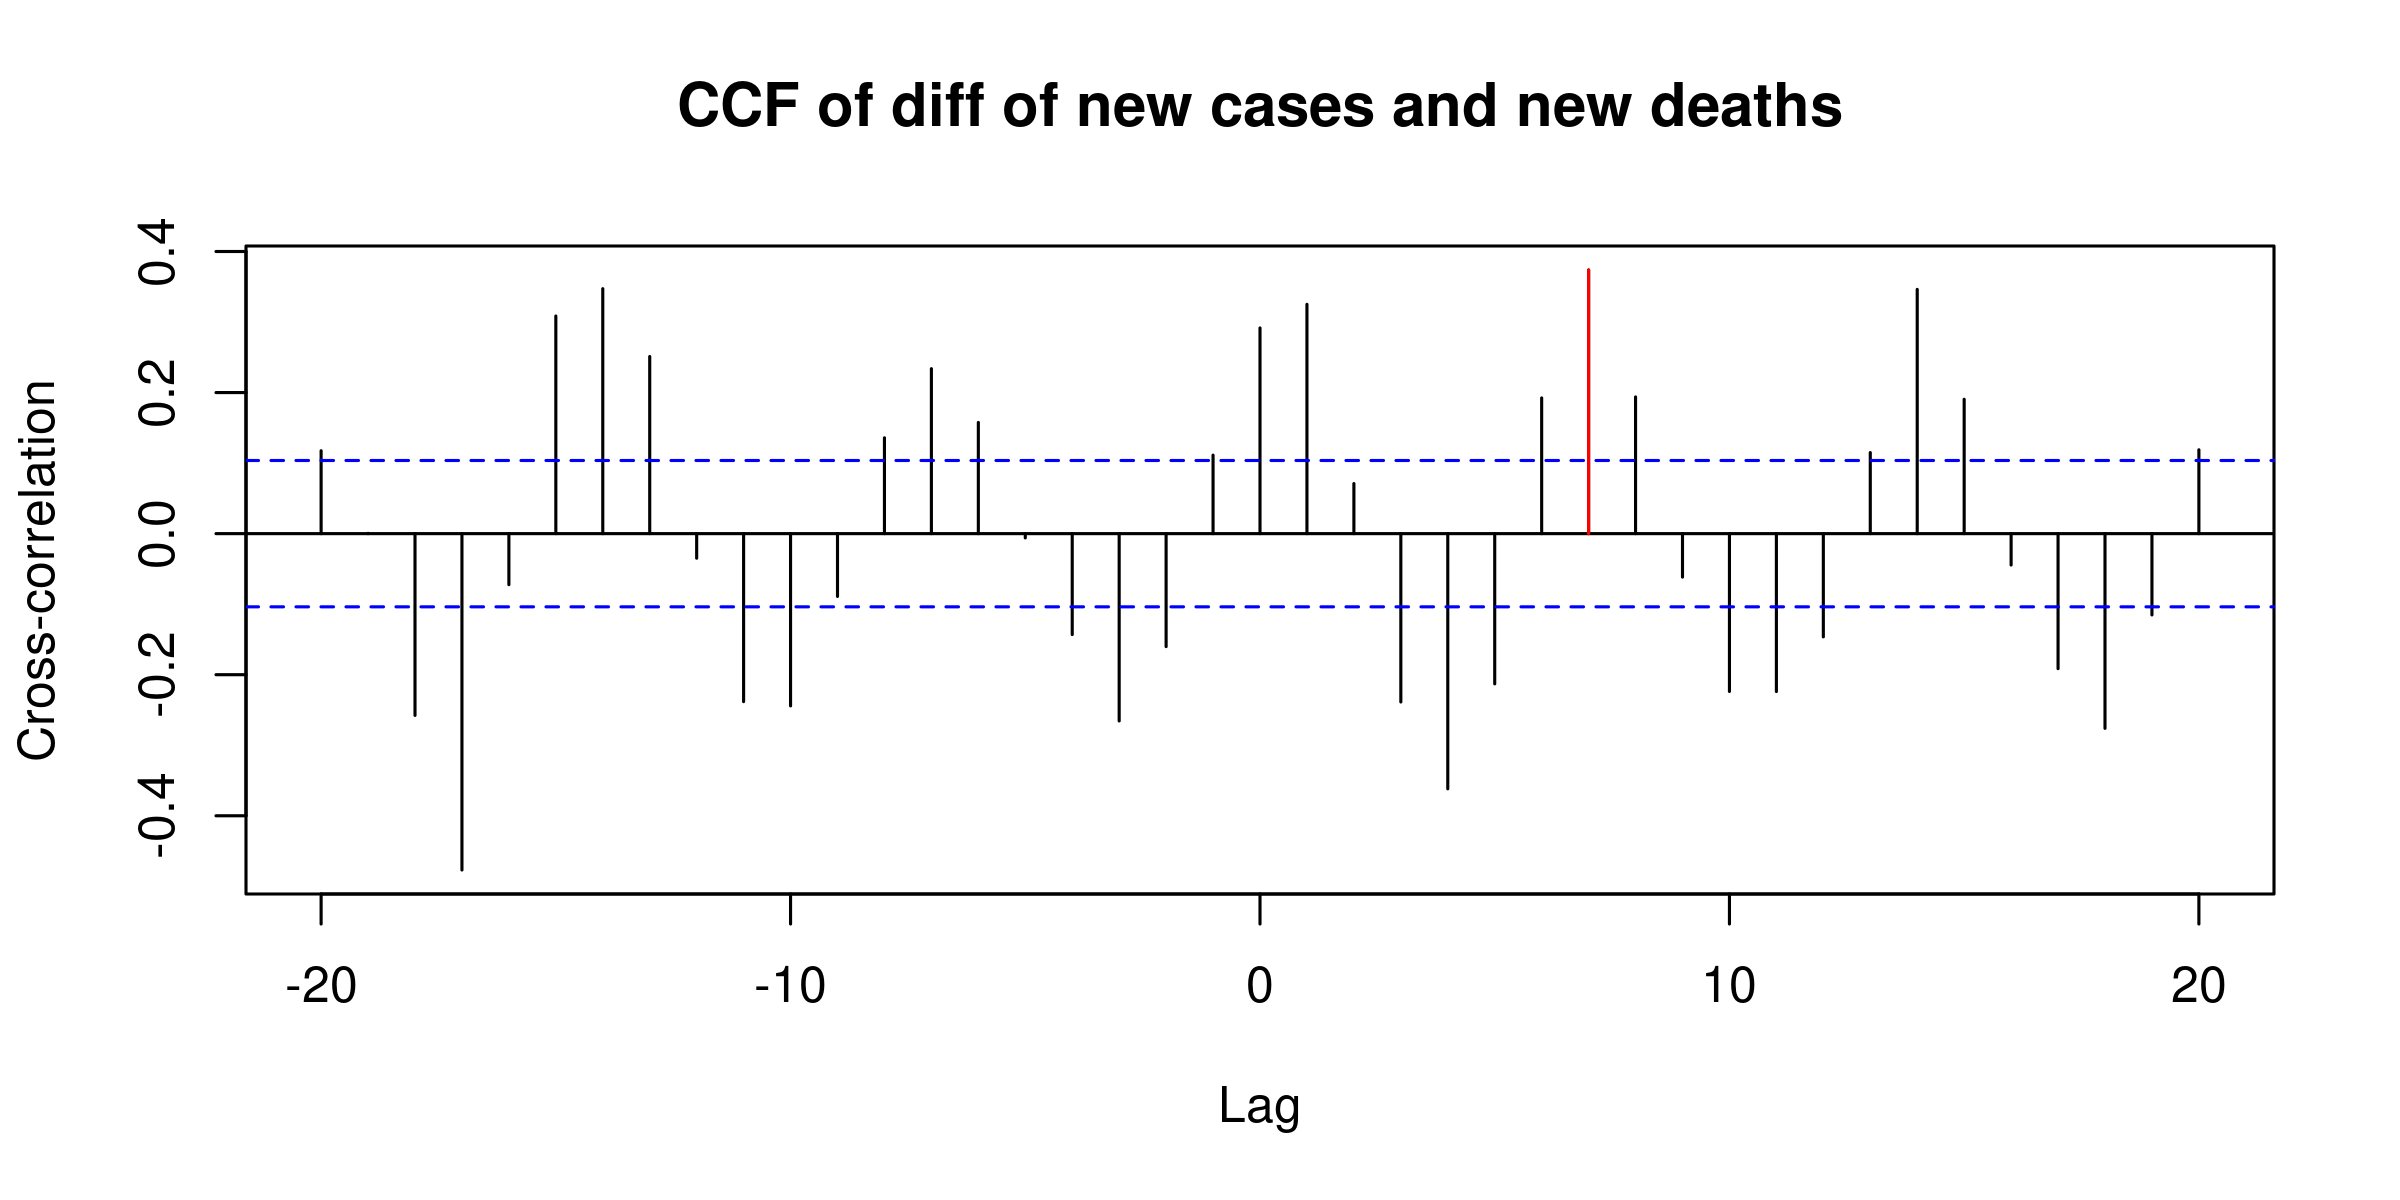 CCF of diff of new cases and new deaths
Cross-correlation
0.4
0.2
0.0
-0.2
-0.4
-20 -10 0 10 20
Lag